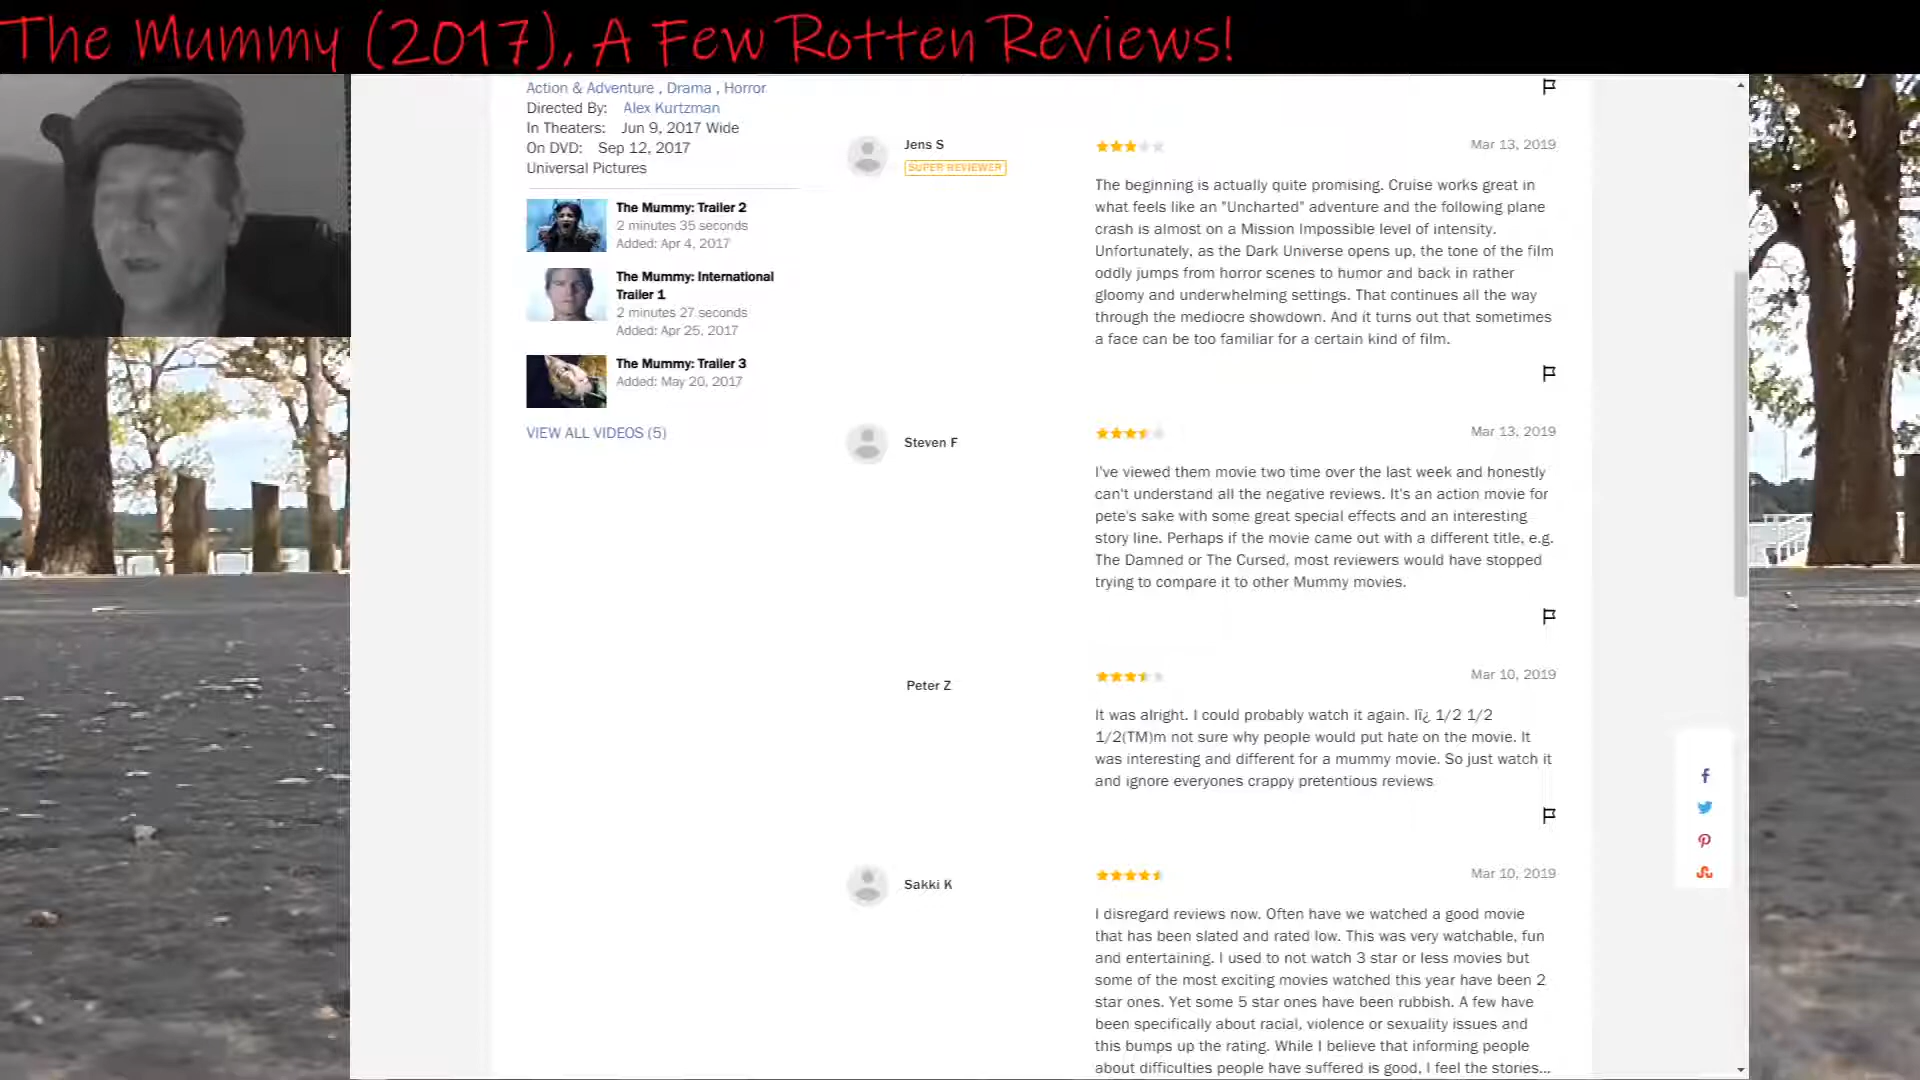 The Mummy (2017), A Few Rotten Reviews!
Action & Adventure , Drama , Horror
Directed By: Alex Kurtzman
In Theaters: Jun 9, 2017 Wide
On DVD: Sep 12, 2017
Universal Pictures
The Mummy: Trailer 2
2 minutes 35 seconds
Added: Apr 4, 2017
The Mummy: International
Trailer 1
2 minutes 27 seconds
Added: Apr 25, 2017
The Mummy: Trailer 3
Added: May 20, 2017
VIEW ALL VIDEOS (5)
Jens S
SUPER REVIEWER
Mar 13, 2019
The beginning is actually quite promising. Cruise works great in
what feels like an "Uncharted" adventure and the following plane
crash is almost on a Mission Impossible level of intensity.
Unfortunately, as the Dark Universe opens up, the tone of the film
oddly jumps from horror scenes to humor and back in rather
gloomy and underwhelming settings. That continues all the way
through the mediocre showdown. And it turns out that sometimes
a face can be too familiar for a certain kind of film.
Steven F
Mar 13, 2019
I've viewed them movie two time over the last week and honestly
can't understand all the negative reviews. It's an action movie for
pete's sake with some great special effects and an interesting
story line. Perhaps if the movie came out with a different title, e.g.
The Damned or The Cursed, most reviewers would have stopped
trying to compare it to other Mummy movies.
Peter Z
Mar 10, 2019
It was alright. I could probably watch it again. Iï¿ 1/2 1/2
1/2(TM)m not sure why people would put hate on the movie. It
was interesting and different for a mummy movie. So just watch it
and ignore everyones crappy pretentious reviews
Sakki K
Mar 10, 2019
I disregard reviews now. Often have we watched a good movie
that has been slated and rated low. This was very watchable, fun
and entertaining. I used to not watch 3 star or less movies but
some of the most exciting movies watched this year have been 2
star ones. Yet some 5 star ones have been rubbish. A few have
been specifically about racial, violence or sexuality issues and
this bumps up the rating. While I believe that informing people
about difficulties people have suffered is good, I feel the stories...